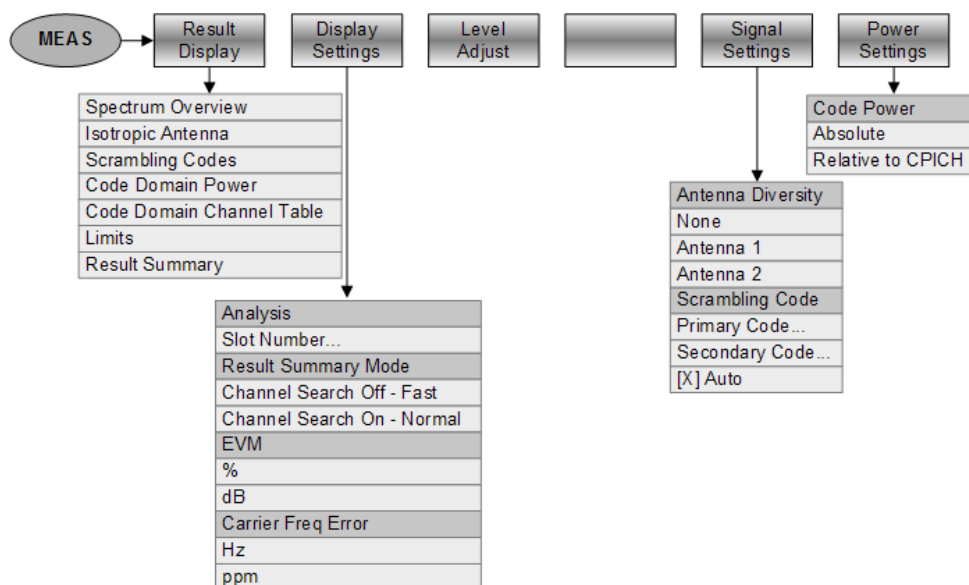 MEAS
Result
Display
Display
Settings
Level
Adjust
Signal
Settings
Power
Settings
Spectrum Overview
Isotropic Antenna
Scrambling Codes
Code Domain Power
Code Domain Channel Table
Limits
Result Summary
Analysis
Slot Number...
Result Summary Mode
Channel Search Off - Fast
Channel Search On - Normal
EVM
%
dB
Carrier Freq Error
Hz
ppm
Antenna Diversity
None
Antenna 1
Antenna 2
Scrambling Code
Primary Code...
Secondary Code...
[X] Auto
Code Power
Absolute
Relative to CPICH